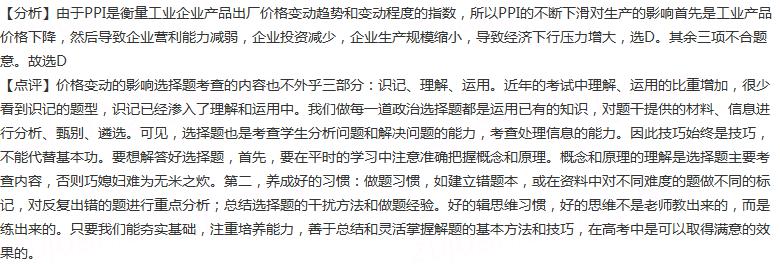 【分析】由于PPI是衡量工业企业产品出厂价格变动趋势和变动程度的指数，所以PPI的不断下滑对生产的影响首先是工业产品
价格下降，然后导致企业营利能力减弱，企业投资减少，企业生产规模缩小，导致经济下行压力增大，选D。其余三项不合题
意。故选D
【点评】价格变动的影响选择题考查的内容也不外乎三部分：识记、理解、运用。近年的考试中理解、运用的比重增加，很少
看到识记的题型，识记已经渗入了理解和运用中。我们做每一道政治选择题都是运用已有的知识，对题干提供的材料、信息进
行分析、甄别、遴选。可见，选择题也是考查学生分析问题和解决问题的能力，考查处理信息的能力。因此技巧始终是技巧，
不能代替基本功。要想解答好选择题，首先，要在平时的学习中注意准确把握概念和原理。概念和原理的理解是选择题主要考
查内容，否则巧媳妇难为无米之炊。第二，养成好的习惯：做题习惯，如建立错题本，或在资料中对不同难度的题做不同的标
记，对反复出错的题进行重点分析；总结选择题的干扰方法和做题经验。好的辑思维习惯，好的思维不是老师教出来的，而是
练出来的。只要我们能夯实基础，注重培养能力，善于总结和灵活掌握解题的基本方法和技巧，在高考中是可以取得满意的效
果的。